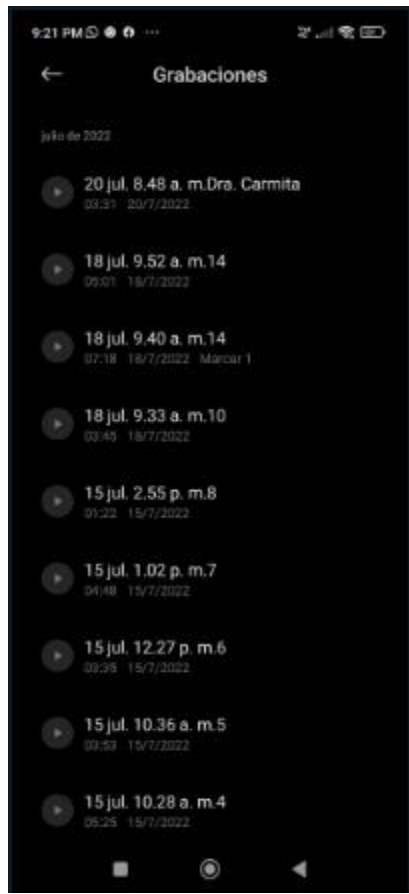 9:21 PM
Grabaciones
julio de 2022
20 jul. 8.48 a. m.Dra. Carmita
03:31 20/7/2022
18 jul. 9.52 a. m.14
05:01 18/7/2022
18 jul. 9.40 a. m.14
07:18 18/7/2022 Marcar 1
18 jul. 9.33 a. m.10
03:45 18/7/2022
15 jul. 2.55 p. m.8
01:22 15/7/2022
15 jul. 1.02 p. m.7
04:48 15/7/2022
15 jul. 12.27 p. m.6
03:35 15/7/2022
15 jul. 10.36 a. m.5
03:53 15/7/2022
15 jul. 10.28 a. m.4
05:25 15/7/2022